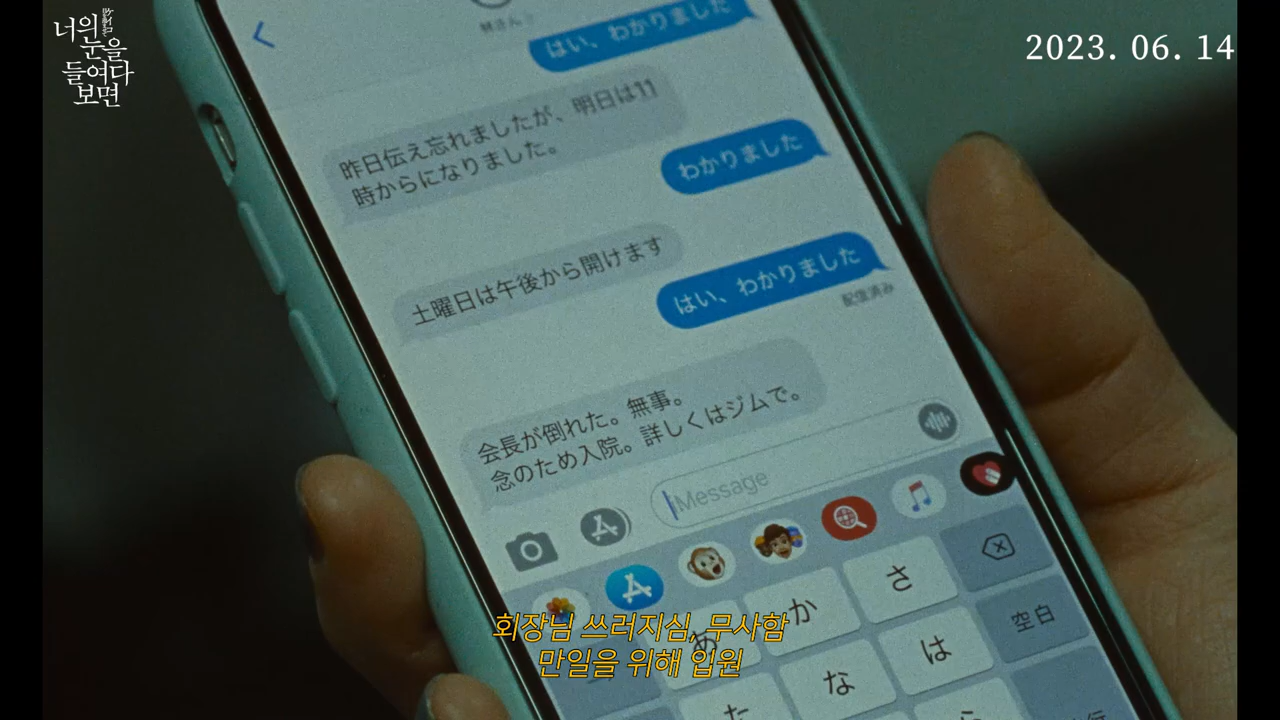 너의
눈을
들여다
보면
2023. 06. 14
はい、わかりました
昨日伝え忘れましたが、明日は11
時からになりました。
わかりました
土曜日は午後から開けます
はい、わかりました
配信済み
会長が倒れた。無事。
念のため入院。詳しくはジムで。
iMessage
あ
か
さ
た
な
は
空白
회장님 쓰러지심, 무사함
만일을 위해 입원